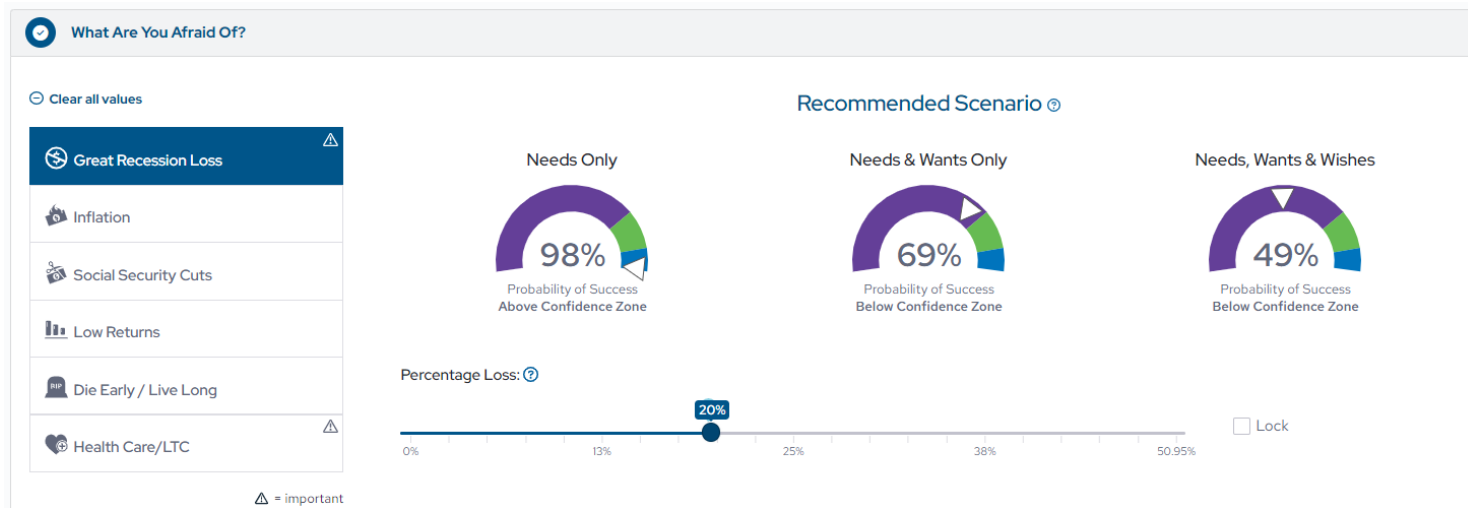 What Are You Afraid Of?
Clear all values
Great Recession Loss
Inflation
Social Security Cuts
Low Returns
RIP
Die Early / Live Long
Health Care/LTC
= important
Recommended Scenario ?
Needs Only
98%
Probability of Success
Above Confidence Zone
Needs & Wants Only
69%
Probability of Success
Below Confidence Zone
Needs, Wants & Wishes
49%
Probability of Success
Below Confidence Zone
Percentage Loss: ?
20%
0% 13% 25% 38% 50.95%
Lock